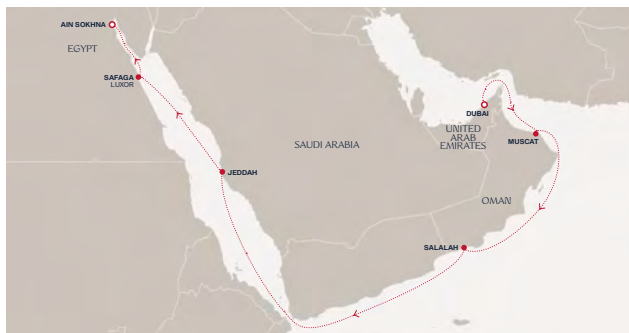 AIN SOKHNA
EGYPT
SAFAGA
LUXOR
DUBAI
UNITED
ARAB
EMIRATES
MUSCAT
SAUDI ARABIA
JEDDAH
OMAN
SALALAH